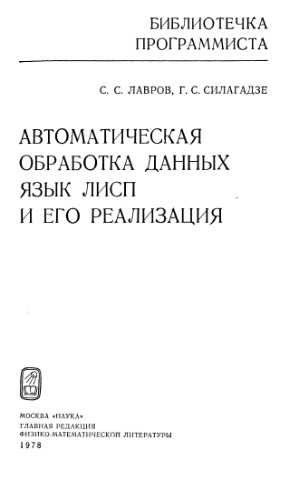 БИБЛИОТЕЧКА
ПРОГРАММИСТА
С. С. ЛАВРОВ, Г. С. СИЛАГАДЗЕ
АВТОМАТИЧЕСКАЯ
ОБРАБОТКА ДАННЫХ
ЯЗЫК ЛИСП
И ЕГО РЕАЛИЗАЦИЯ
МОСКВА «НАУКА»
ГЛАВНАЯ РЕДАКЦИЯ
ФИЗИКО-МАТЕМАТИЧЕСКОЙ ЛИТЕРАТУРЫ
1978